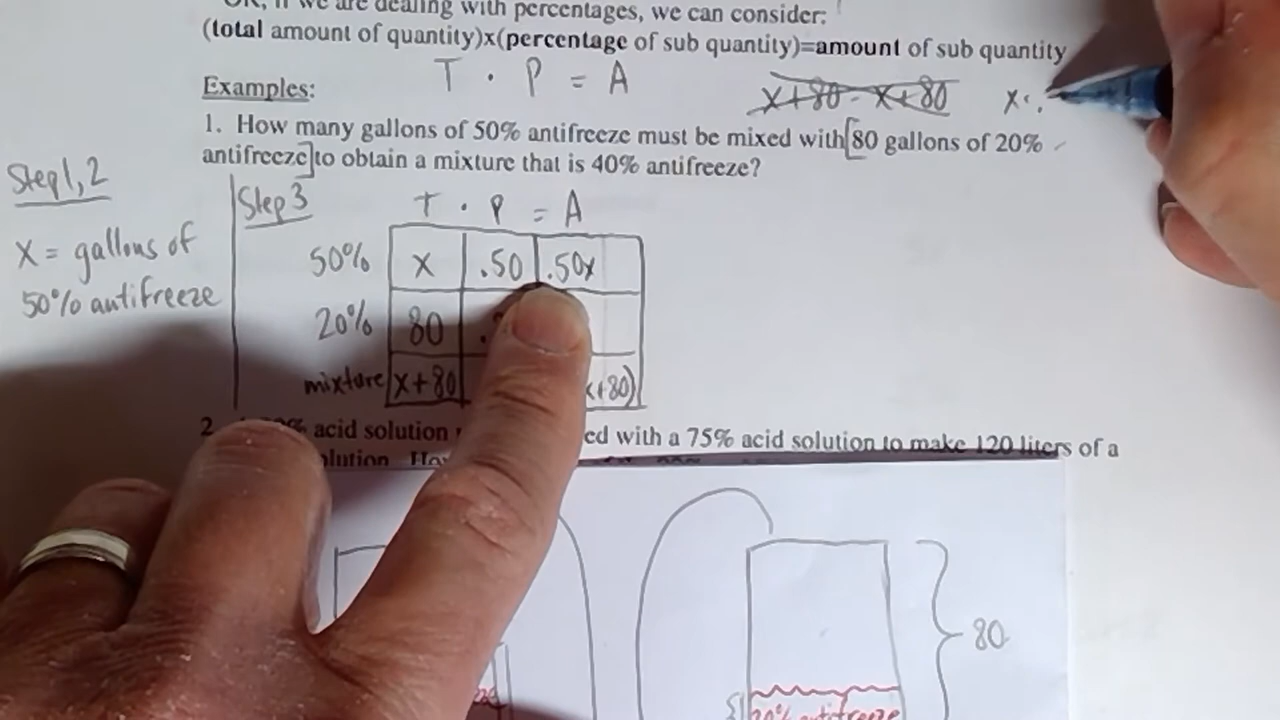 OK, if we are dealing with percentages, we can consider:
(total amount of quantity)x(percentage of sub quantity)=amount of sub quantity
T · P = A
x+80 - x+80
x · .
Examples:
1. How many gallons of 50% antifreeze must be mixed with [80 gallons of 20%
antifreeze] to obtain a mixture that is 40% antifreeze?
Step 1, 2
x = gallons of
50% antifreeze
Step 3
T · P = A
50% x .50 .50x
20% 80
mixture x+80 x+80)
2. acid solution ed with a 75% acid solution to make 120 liters of a
80
20% antifreeze